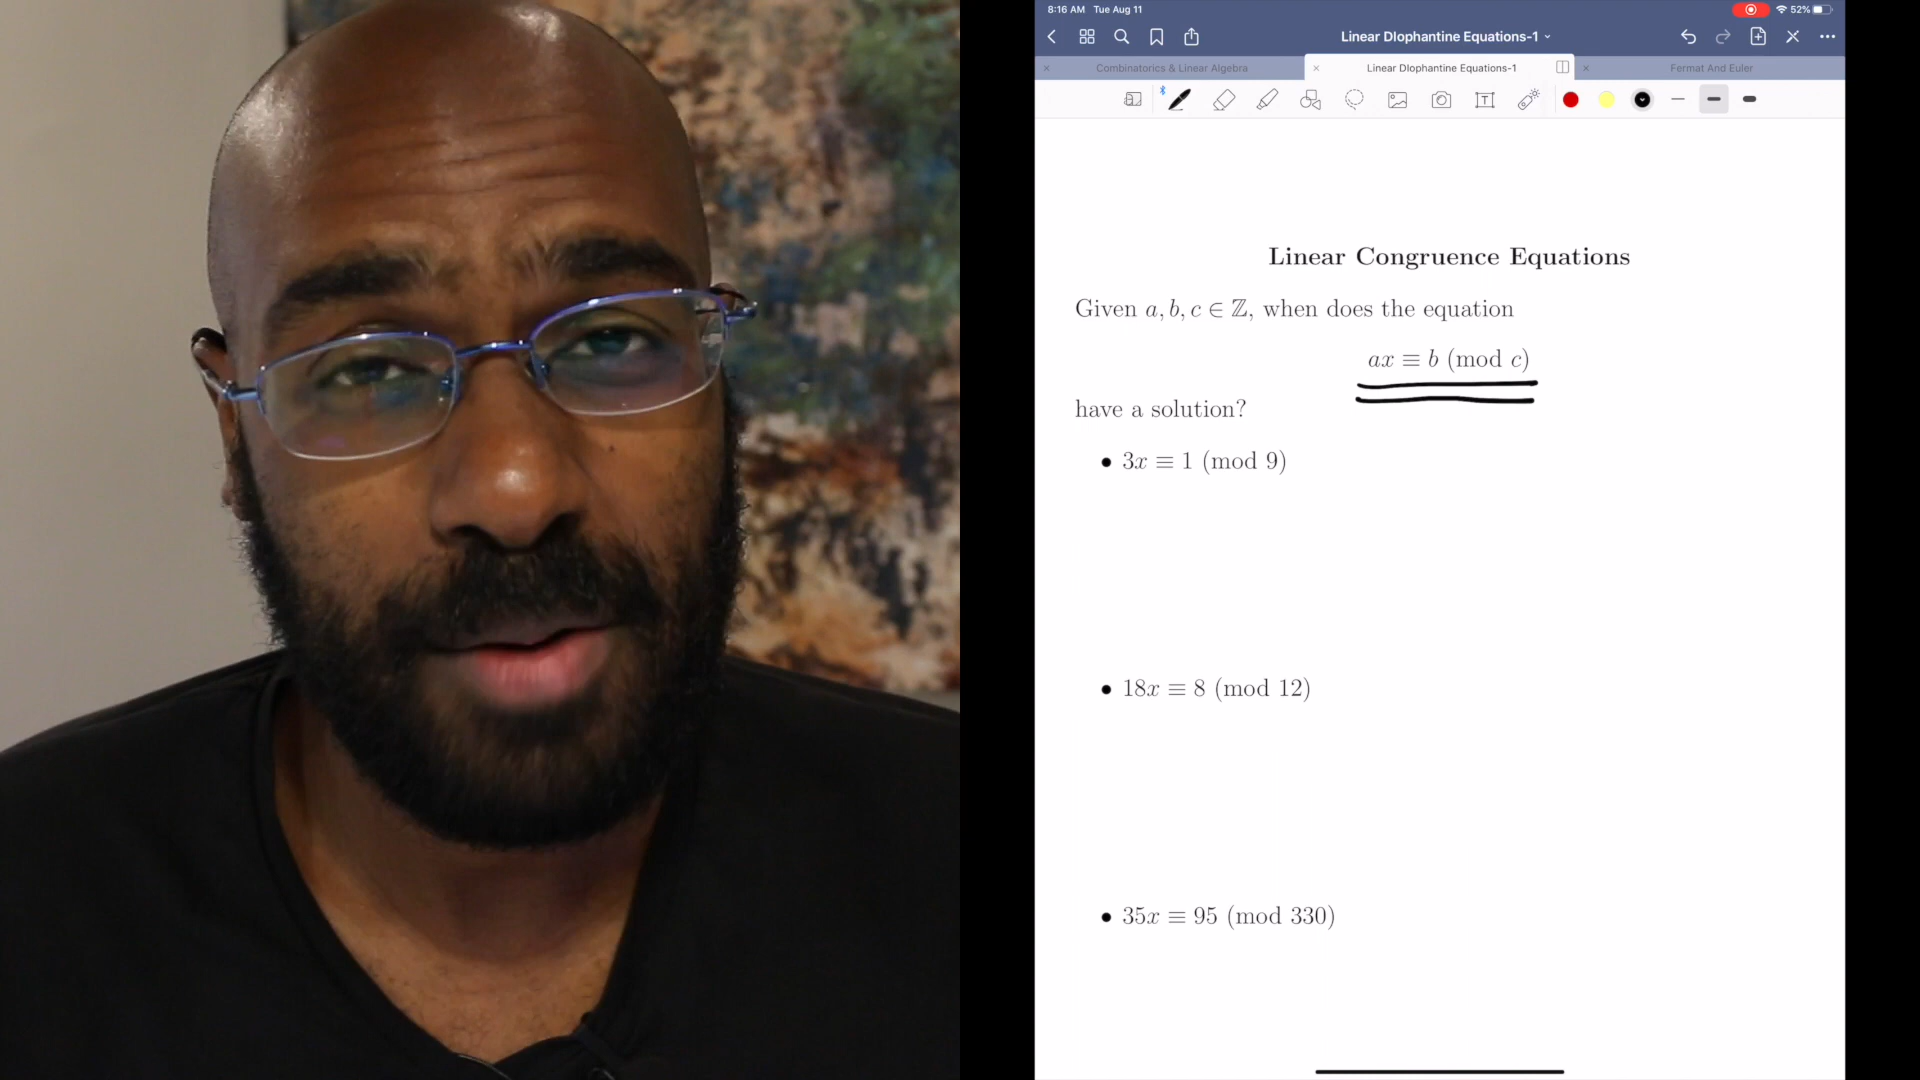 8:16 AM Tue Aug 11
52%
Linear DIophantine Equations-1
Combinatorics & Linear Algebra
Linear DIophantine Equations-1
Fermat And Euler
Linear Congruence Equations
Given a, b, c ∈ ℤ, when does the equation
ax ≡ b (mod c)
have a solution?
• 3x ≡ 1 (mod 9)
• 18x ≡ 8 (mod 12)
• 35x ≡ 95 (mod 330)